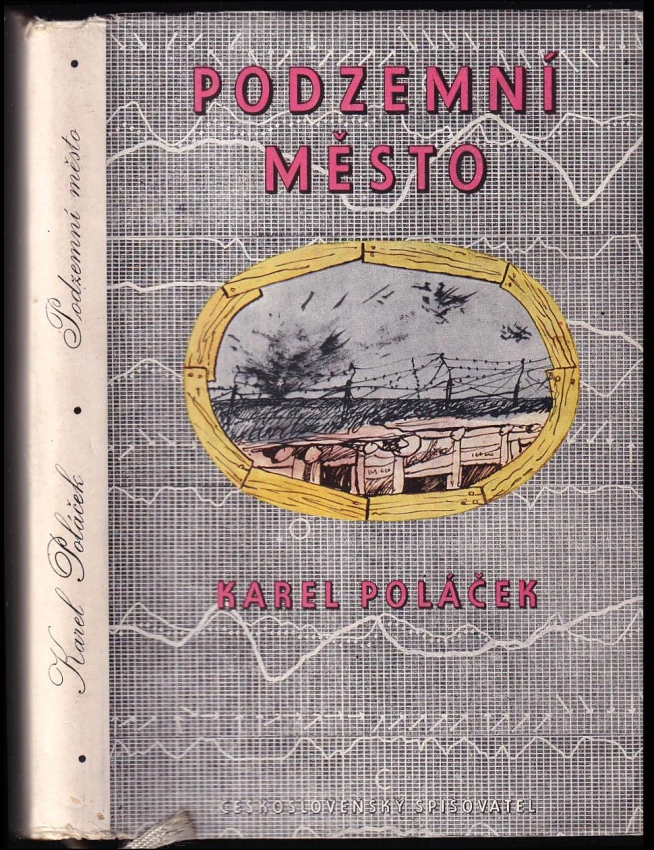 PODZEMNÍ
MĚSTO
KAREL POLÁČEK
ČESKOSLOVENSKÝ SPISOVATEL
Karel Poláček • Podzemní město